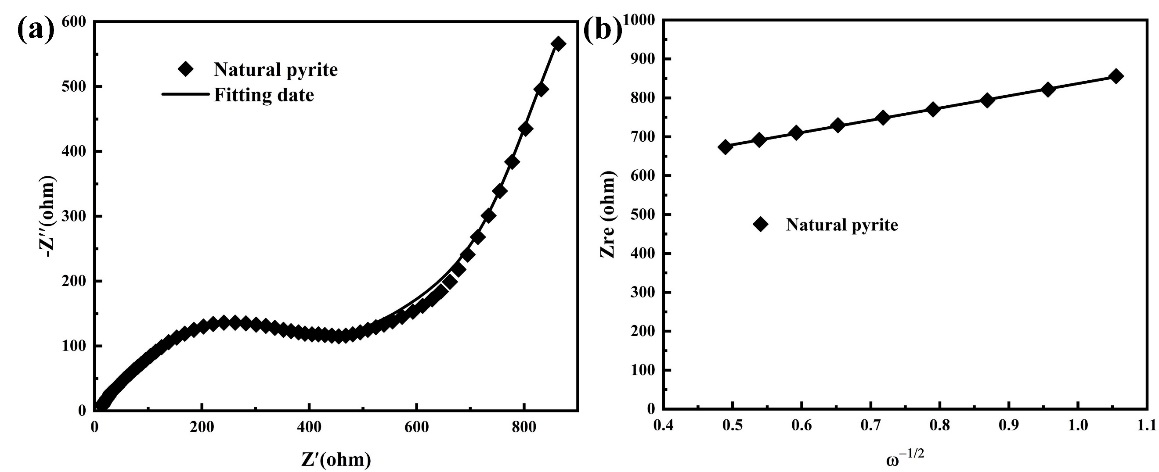 (a)
600
500
400
300
200
100
0
-Z″(ohm)
Natural pyrite
Fitting date
0 200 400 600 800
Z′(ohm)
(b)
1000
900
800
700
600
500
400
300
200
100
0
Zre (ohm)
Natural pyrite
0.4 0.5 0.6 0.7 0.8 0.9 1.0 1.1
ω−1/2